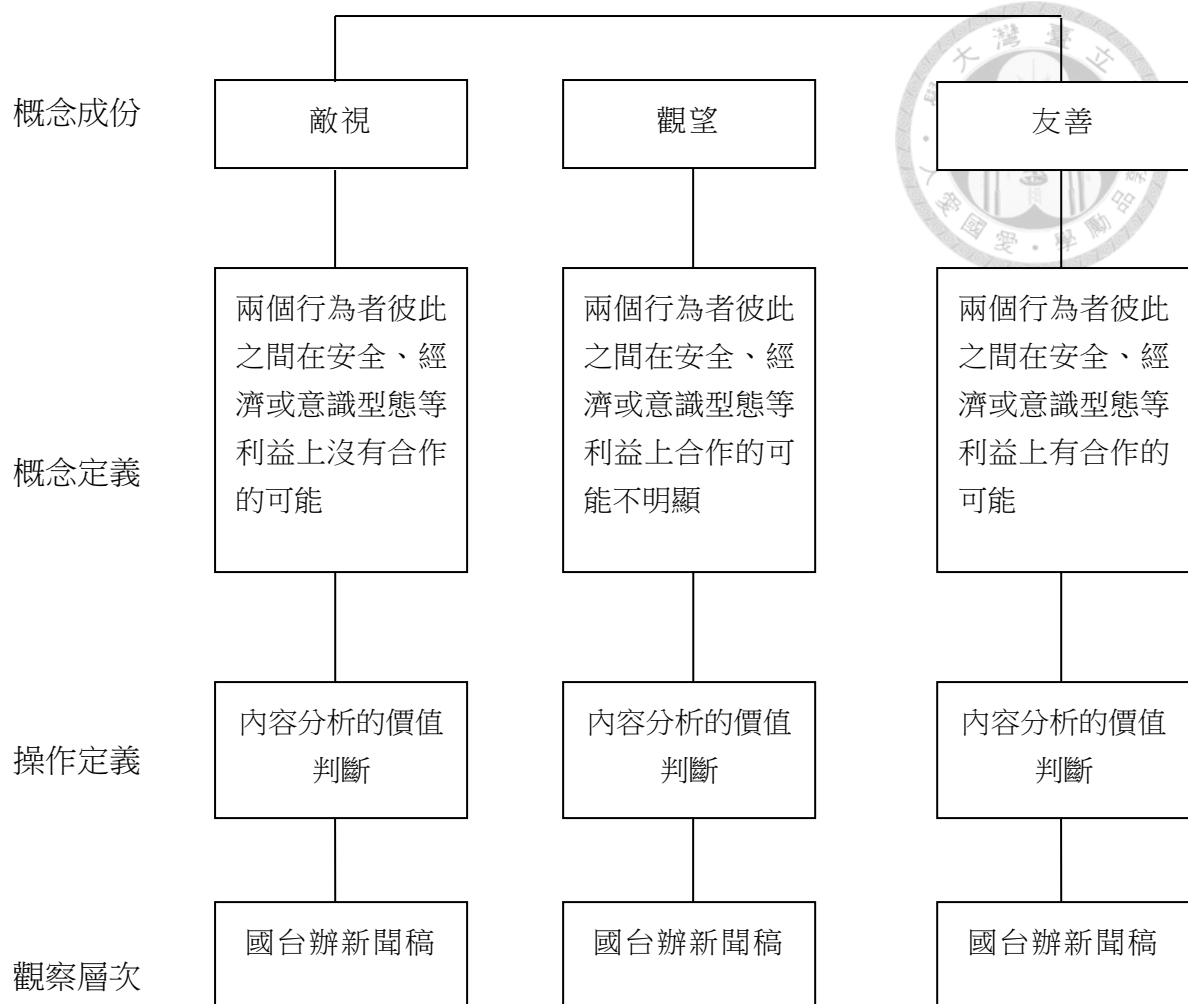 概念成份
敵視
觀望
友善
概念定義
兩個行為者彼此
之間在安全、經
濟或意識型態等
利益上沒有合作
的可能
兩個行為者彼此
之間在安全、經
濟或意識型態等
利益上合作的可
能不明顯
兩個行為者彼此
之間在安全、經
濟或意識型態等
利益上有合作的
可能
操作定義
內容分析的價值
判斷
內容分析的價值
判斷
內容分析的價值
判斷
觀察層次
國台辦新聞稿
國台辦新聞稿
國台辦新聞稿